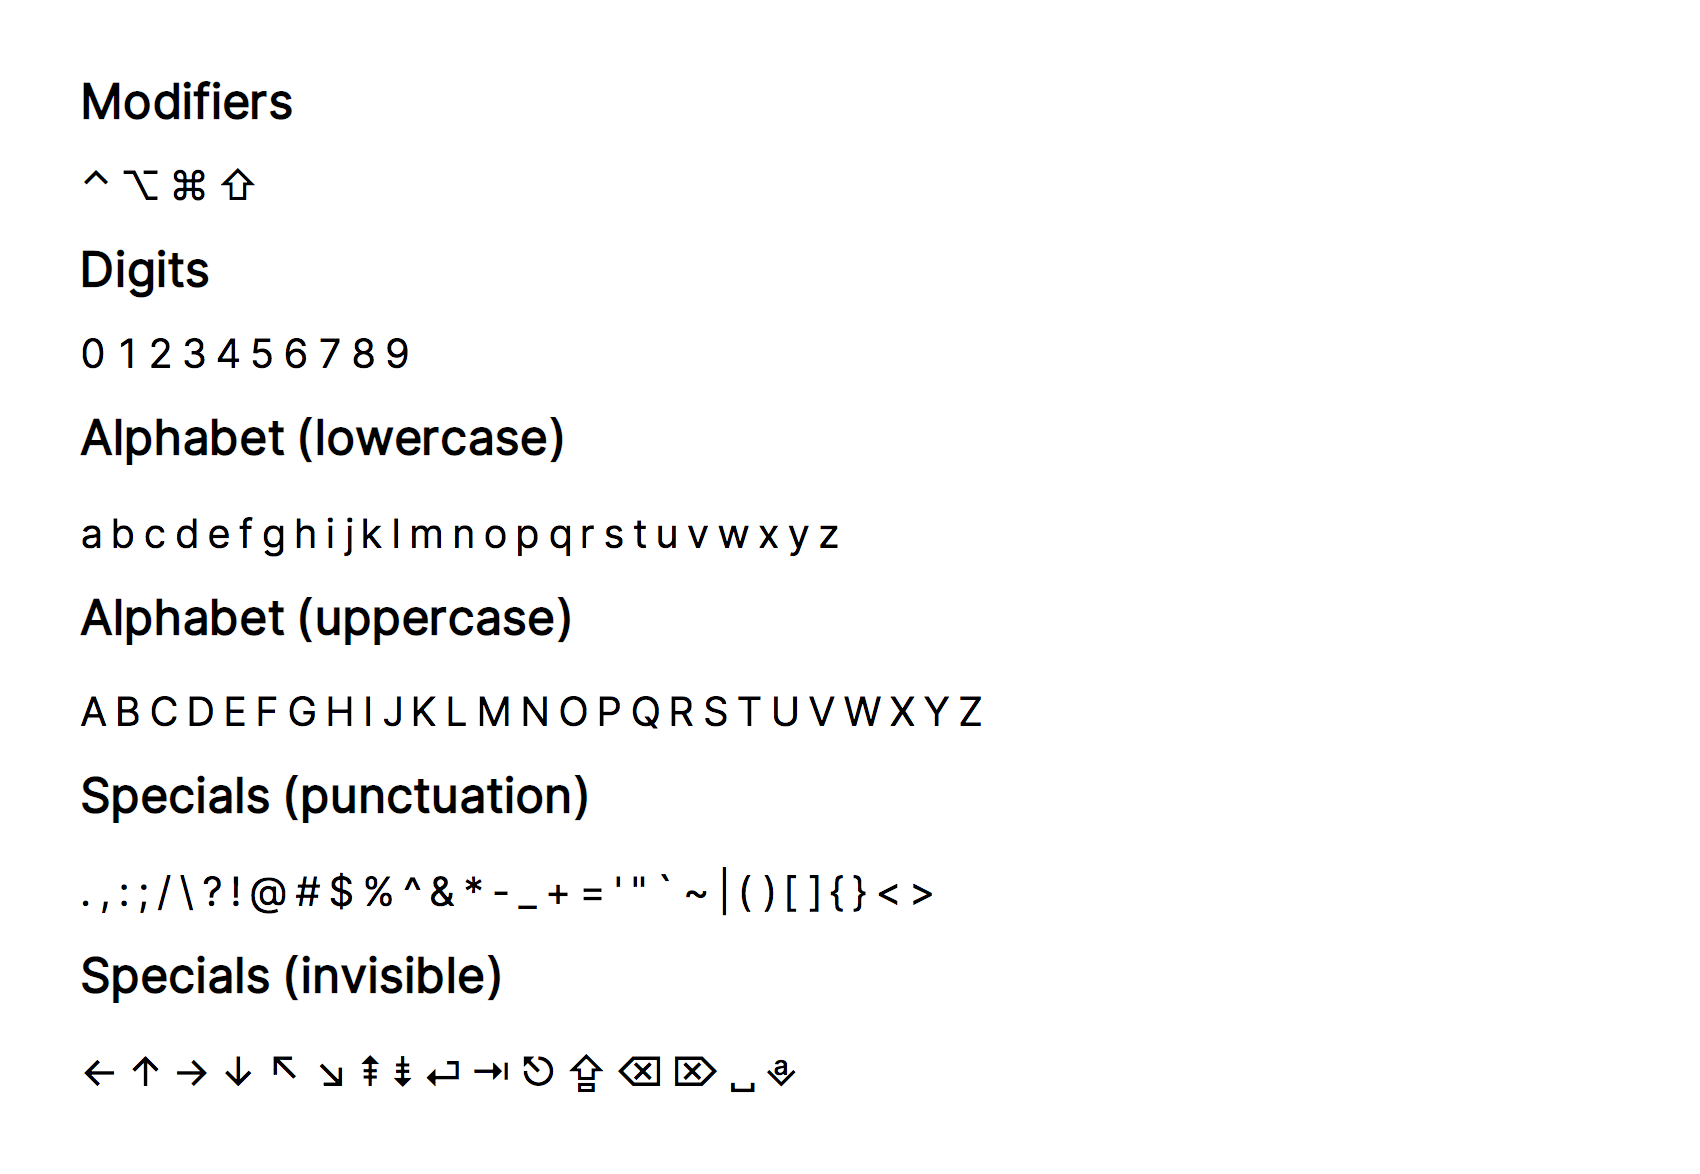 Modifiers
⌃ ⌥ ⌘ ⇧
Digits
0 1 2 3 4 5 6 7 8 9
Alphabet (lowercase)
a b c d e f g h i j k l m n o p q r s t u v w x y z
Alphabet (uppercase)
A B C D E F G H I J K L M N O P Q R S T U V W X Y Z
Specials (punctuation)
. , : ; / \ ? ! @ # $ % ^ & * - _ + = ' " ` ~ | ( ) [ ] { } < >
Specials (invisible)
← ↑ → ↓ ↖ ↘ ⇞ ⇟ ⏎ ⇥ ⎋ ⇪ ⌫ ⌦ ␣ ⎀